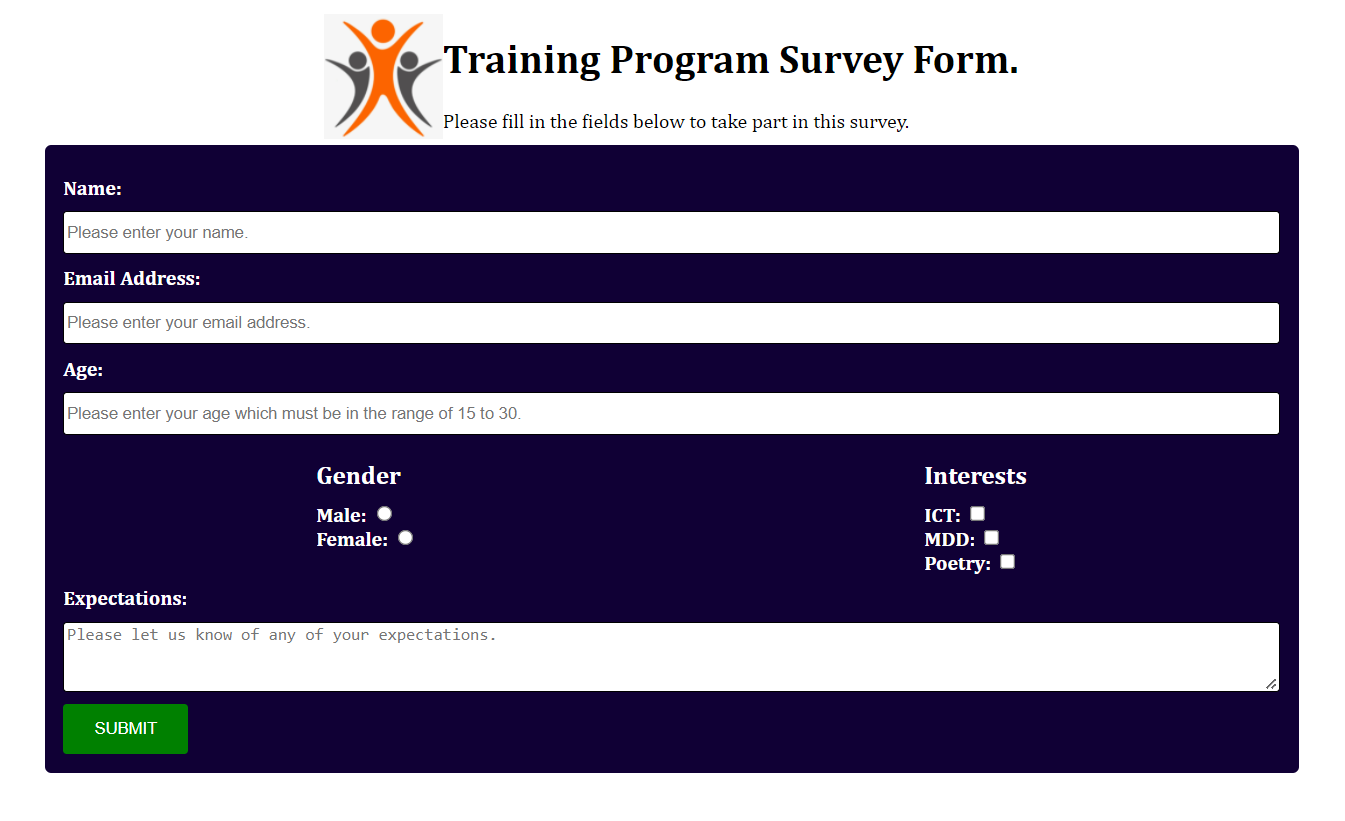 Training Program Survey Form.
Please fill in the fields below to take part in this survey.
Name:
Please enter your name.
Email Address:
Please enter your email address.
Age:
Please enter your age which must be in the range of 15 to 30.
Gender
Male:
Female:
Interests
ICT:
MDD:
Poetry:
Expectations:
Please let us know of any of your expectations.
SUBMIT